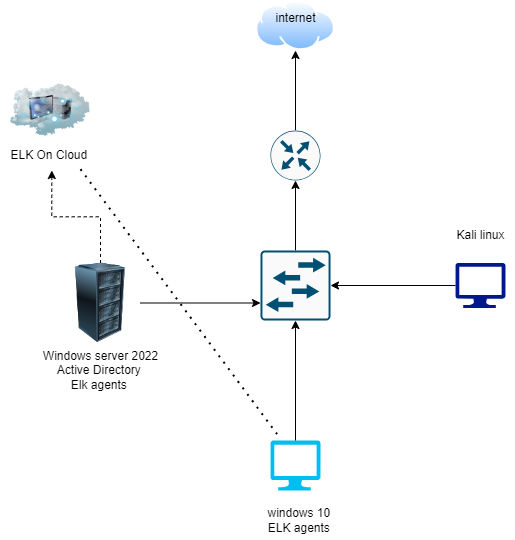 internet
ELK On Cloud
Kali linux
Windows server 2022
Active Directory
Elk agents
windows 10
ELK agents